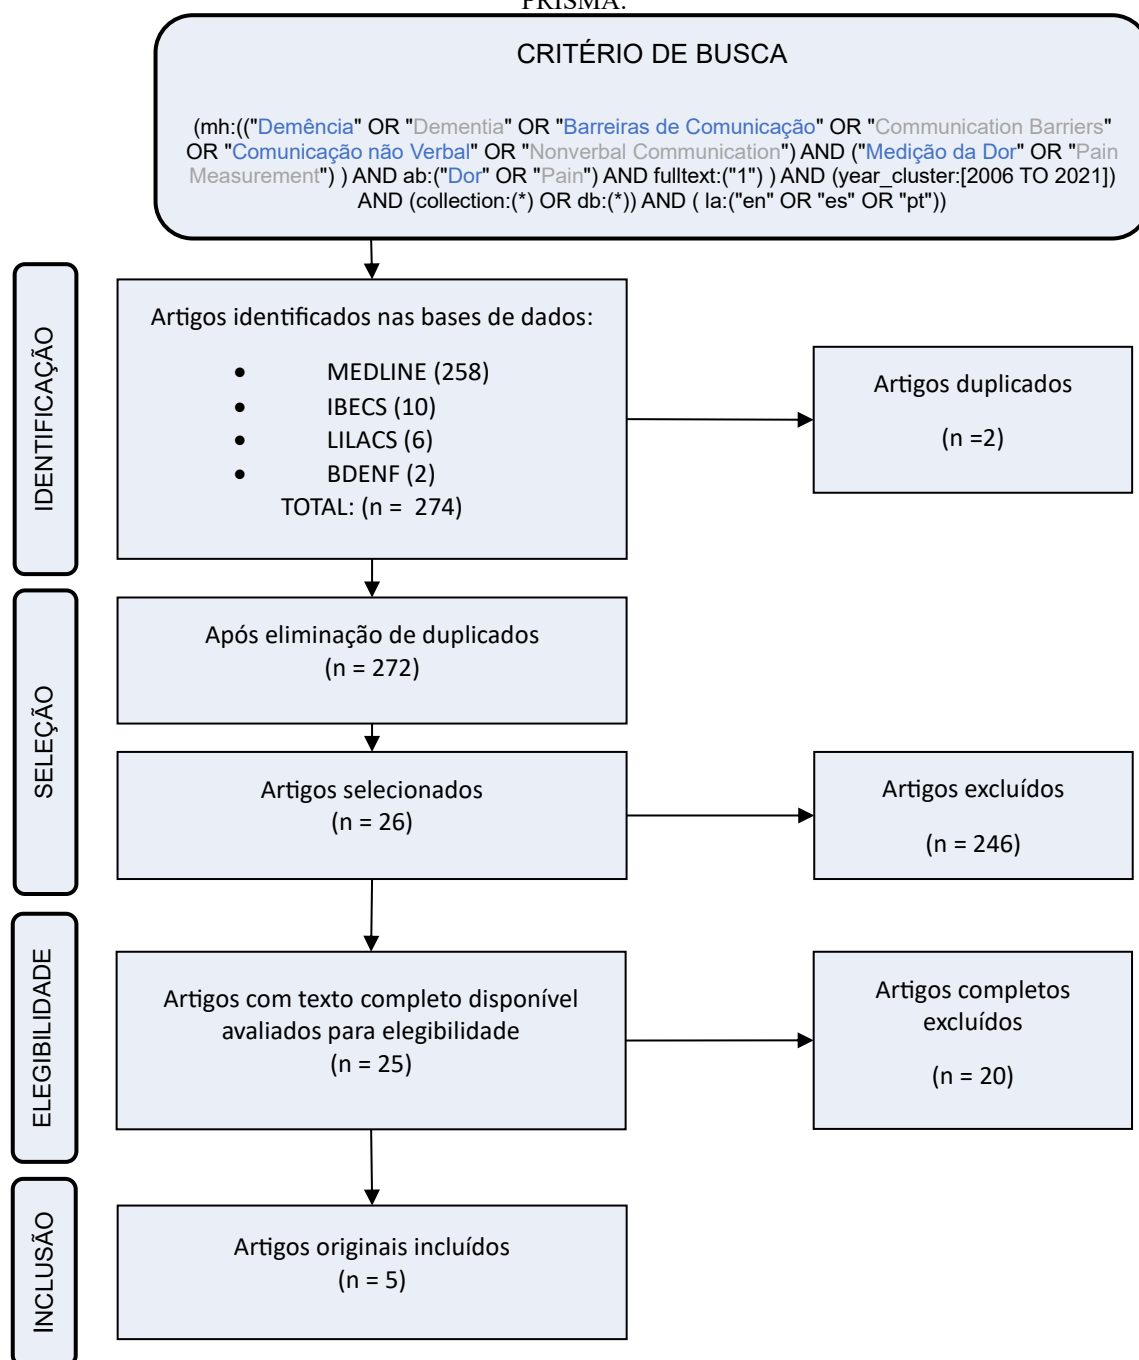 PRISMA.
CRITÉRIO DE BUSCA
(mh:(("Demência" OR "Dementia" OR "Barreiras de Comunicação" OR "Communication Barriers"
OR "Comunicação não Verbal" OR "Nonverbal Communication") AND ("Medição da Dor" OR "Pain
Measurement") ) AND ab:("Dor" OR "Pain") AND fulltext:("1") ) AND (year_cluster:[2006 TO 2021])
AND (collection:(*) OR db:(*)) AND ( la:("en" OR "es" OR "pt"))
IDENTIFICAÇÃO
Artigos identificados nas bases de dados:
• MEDLINE (258)
• IBECS (10)
• LILACS (6)
• BDENF (2)
TOTAL: (n = 274)
Artigos duplicados
(n =2)
SELEÇÃO
Após eliminação de duplicados
(n = 272)
Artigos selecionados
(n = 26)
Artigos excluídos
(n = 246)
ELEGIBILIDADE
Artigos com texto completo disponível
avaliados para elegibilidade
(n = 25)
Artigos completos
excluídos
(n = 20)
INCLUSÃO
Artigos originais incluídos
(n = 5)